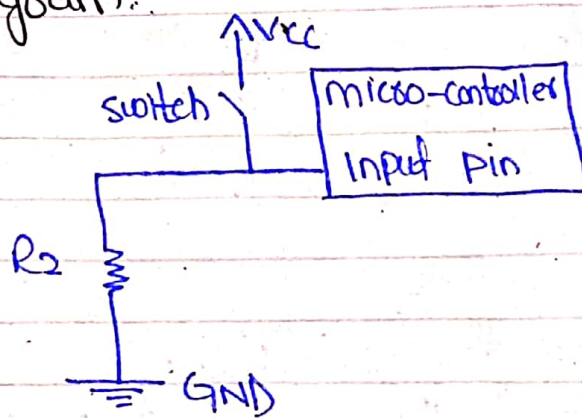 Vcc
switch
micro-controller
Input pin
R2
GND